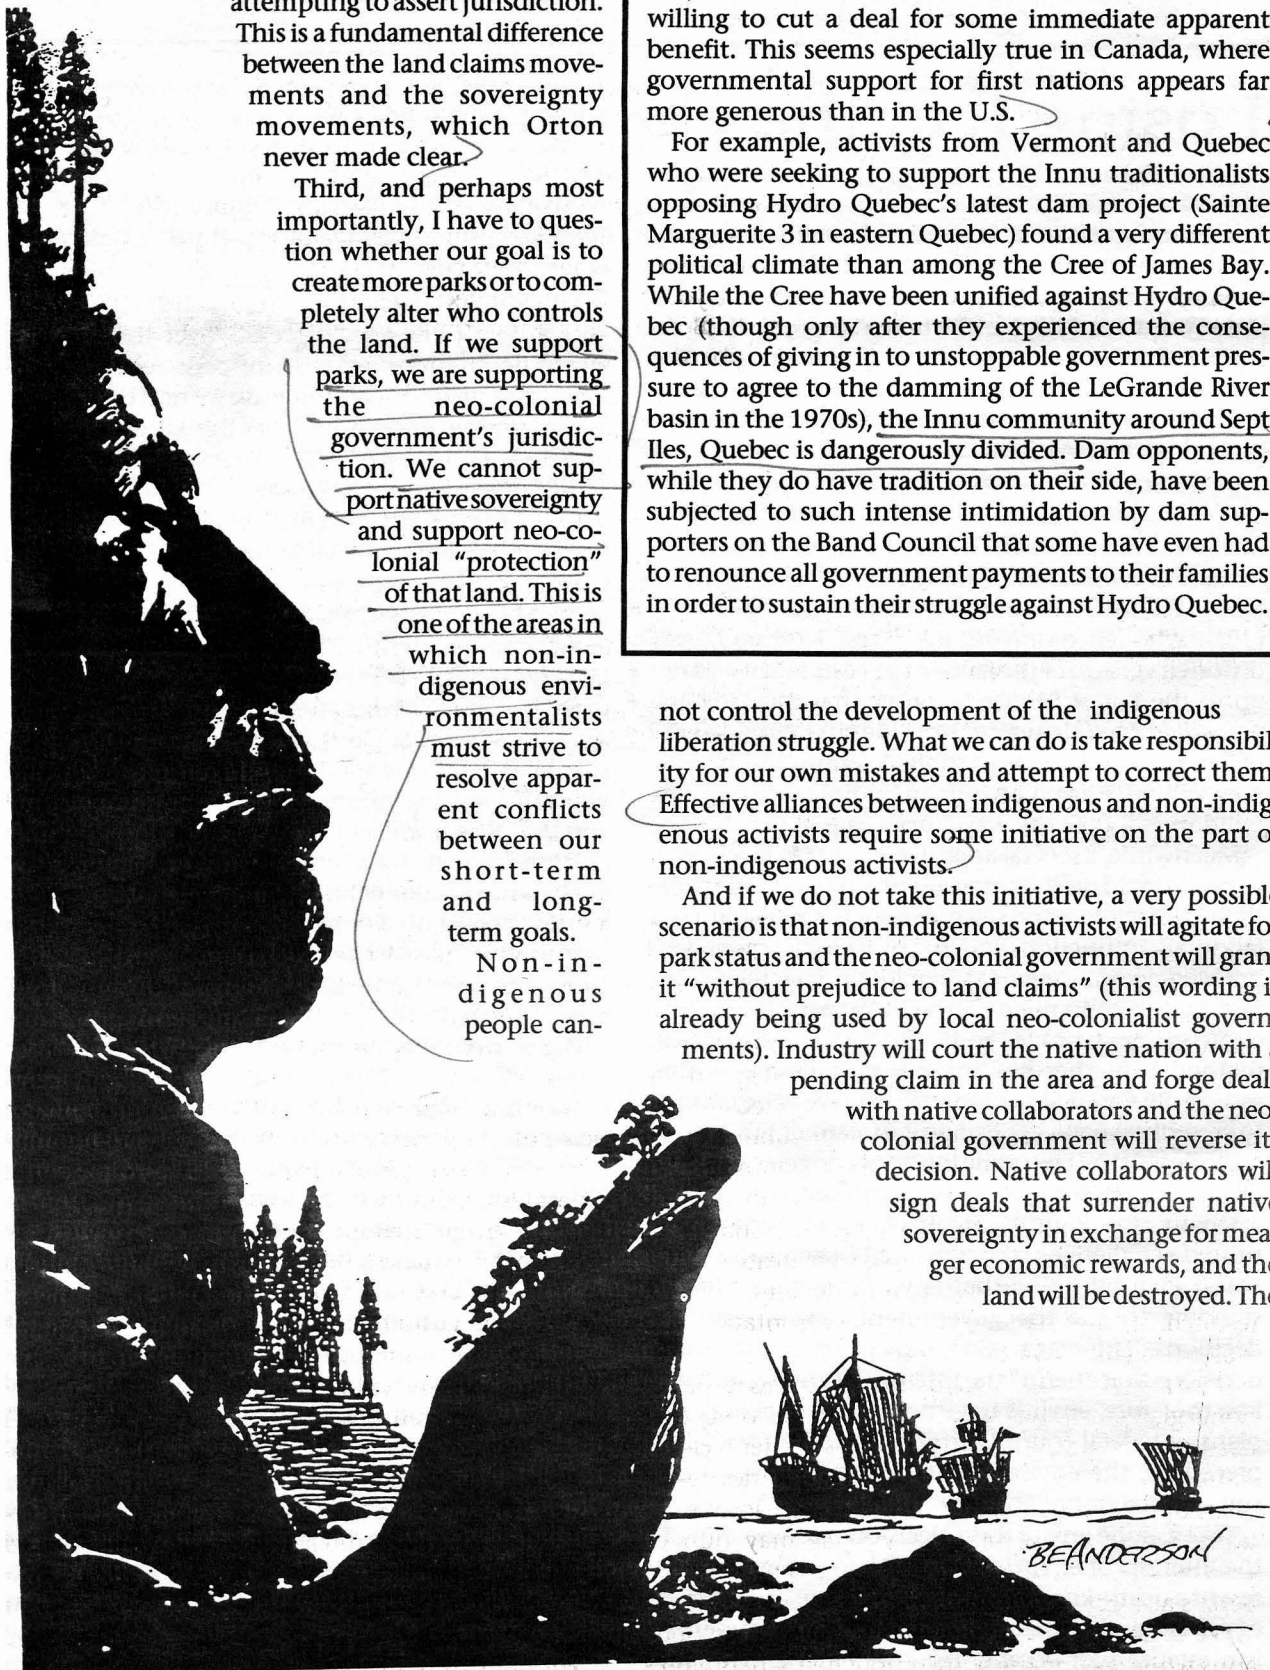 attempting to assert jurisdiction.
This is a fundamental difference
between the land claims move-
ments and the sovereignty
movements, which Orton
never made clear.
Third, and perhaps most
importantly, I have to ques-
tion whether our goal is to
create more parks or to com-
pletely alter who controls
the land. If we support
parks, we are supporting
the neo-colonial
government's jurisdic-
tion. We cannot sup-
port native sovereignty
and support neo-co-
lonial "protection"
of that land. This is
one of the areas in
which non-in-
digenous envi-
ronmentalists
must strive to
resolve appar-
ent conflicts
between our
short-term
and long-
term goals.
Non-in-
digenous
people can-
willing to cut a deal for some immediate apparent
benefit. This seems especially true in Canada, where
governmental support for first nations appears far
more generous than in the U.S.
For example, activists from Vermont and Quebec
who were seeking to support the Innu traditionalists
opposing Hydro Quebec's latest dam project (Sainte
Marguerite 3 in eastern Quebec) found a very different
political climate than among the Cree of James Bay.
While the Cree have been unified against Hydro Que-
bec (though only after they experienced the conse-
quences of giving in to unstoppable government pres-
sure to agree to the damming of the LeGrande River
basin in the 1970s), the Innu community around Sept
Iles, Quebec is dangerously divided. Dam opponents,
while they do have tradition on their side, have been
subjected to such intense intimidation by dam sup-
porters on the Band Council that some have even had
to renounce all government payments to their families
in order to sustain their struggle against Hydro Quebec.
not control the development of the indigenous
liberation struggle. What we can do is take responsibil
ity for our own mistakes and attempt to correct them
Effective alliances between indigenous and non-indig
enous activists require some initiative on the part o
non-indigenous activists.
And if we do not take this initiative, a very possible
scenario is that non-indigenous activists will agitate fo
park status and the neo-colonial government will gran
it "without prejudice to land claims" (this wording i
already being used by local neo-colonialist govern
ments). Industry will court the native nation with
pending claim in the area and forge deal
with native collaborators and the neo
colonial government will reverse it
decision. Native collaborators wil
sign deals that surrender native
sovereignty in exchange for mea
ger economic rewards, and the
land will be destroyed. The
BEANDERSON